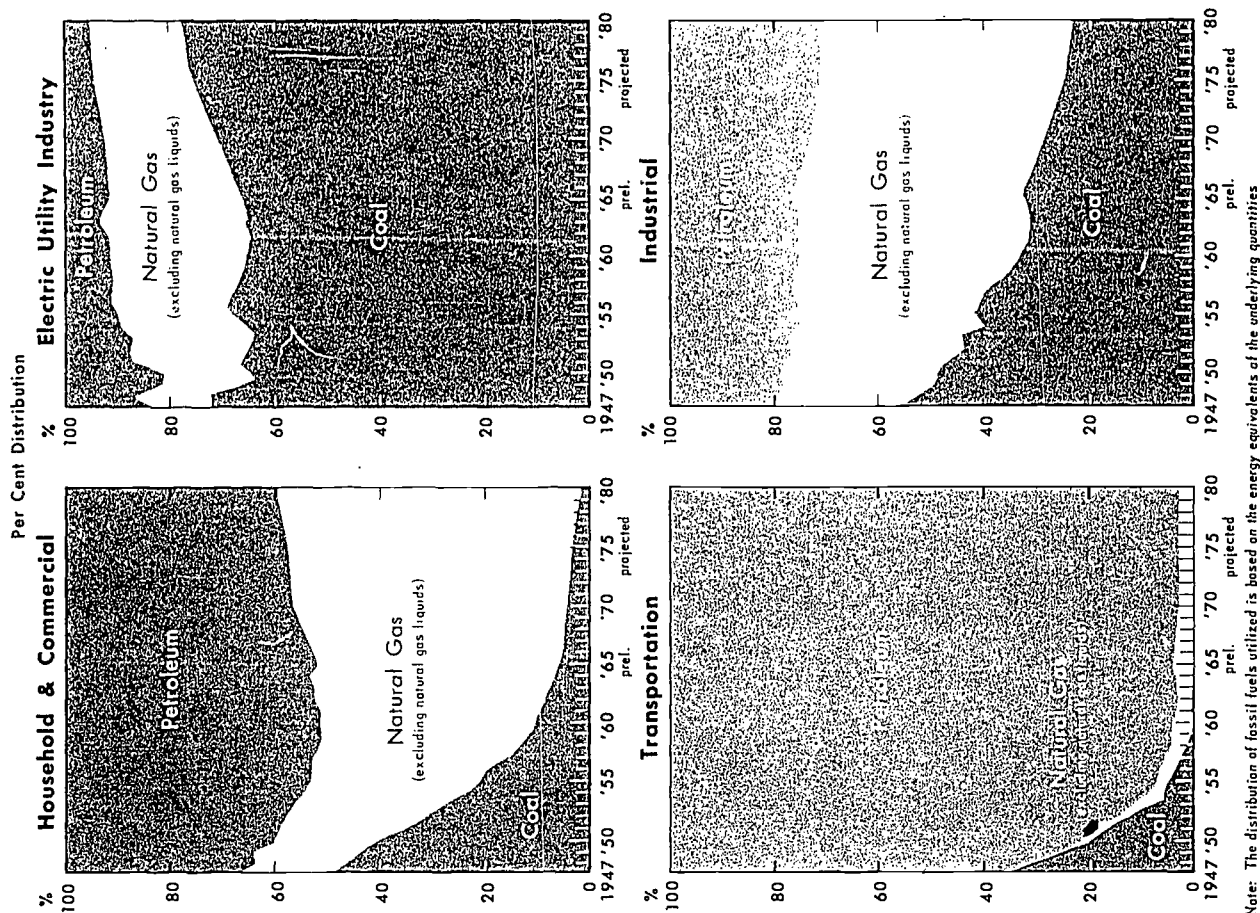 Per Cent Distribution
Household & Commercial
%
100
80
60
40
20
0
Petroleum
Natural Gas
(excluding natural gas liquids)
Coal
1947 '50 '55 '60 '65 '70 '75 '80
prel. projected
Electric Utility Industry
%
100
80
60
40
20
0
Petroleum
Natural Gas
(excluding natural gas liquids)
Coal
1947 '50 '55 '60 '65 '70 '75 '80
prel. projected
Transportation
%
100
80
60
40
20
0
Petroleum
Natural Gas
Coal
1947 '50 '55 '60 '65 '70 '75 '80
prel. projected
Industrial
%
100
80
60
40
20
0
Petroleum
Natural Gas
(excluding natural gas liquids)
Coal
1947 '50 '55 '60 '65 '70 '75 '80
prel. projected
Note: The distribution of fossil fuels utilized is based on the energy equivalents of the underlying quantities